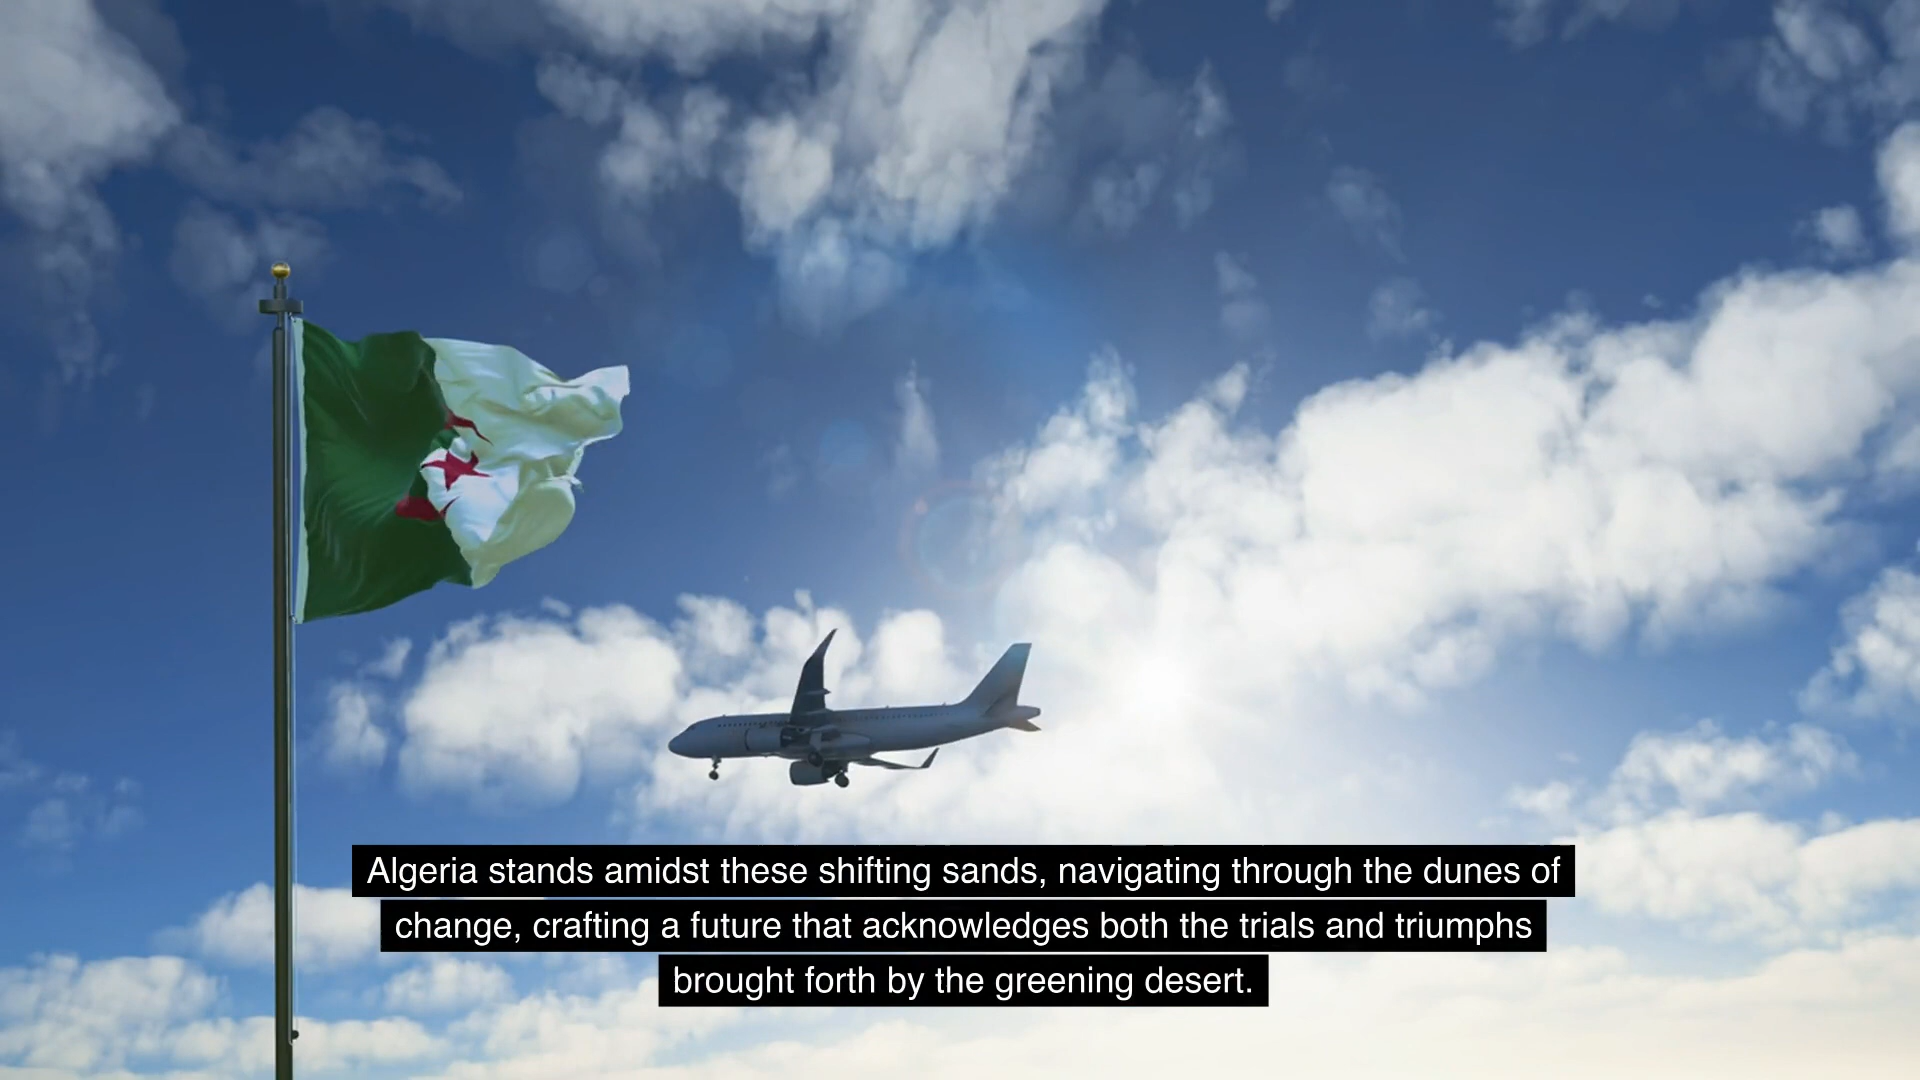 Algeria stands amidst these shifting sands, navigating through the dunes of
change, crafting a future that acknowledges both the trials and triumphs
brought forth by the greening desert.